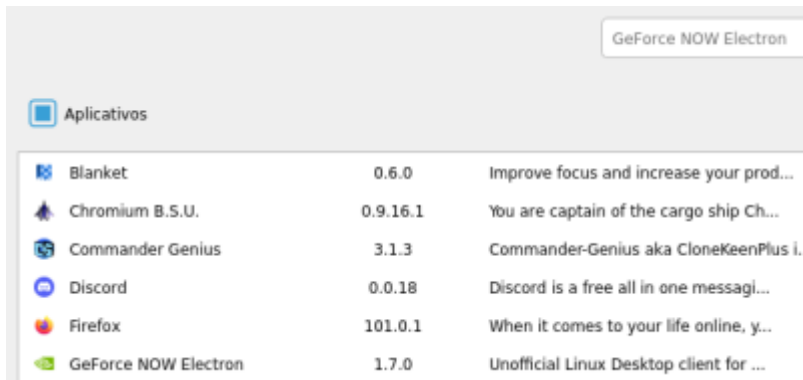 GeForce NOW Electron
Aplicativos
Blanket 0.6.0 Improve focus and increase your prod...
Chromium B.S.U. 0.9.16.1 You are captain of the cargo ship Ch...
Commander Genius 3.1.3 Commander-Genius aka CloneKeenPlus i.
Discord 0.0.18 Discord is a free all in one messagi...
Firefox 101.0.1 When it comes to your life online, y...
GeForce NOW Electron 1.7.0 Unofficial Linux Desktop client for ...